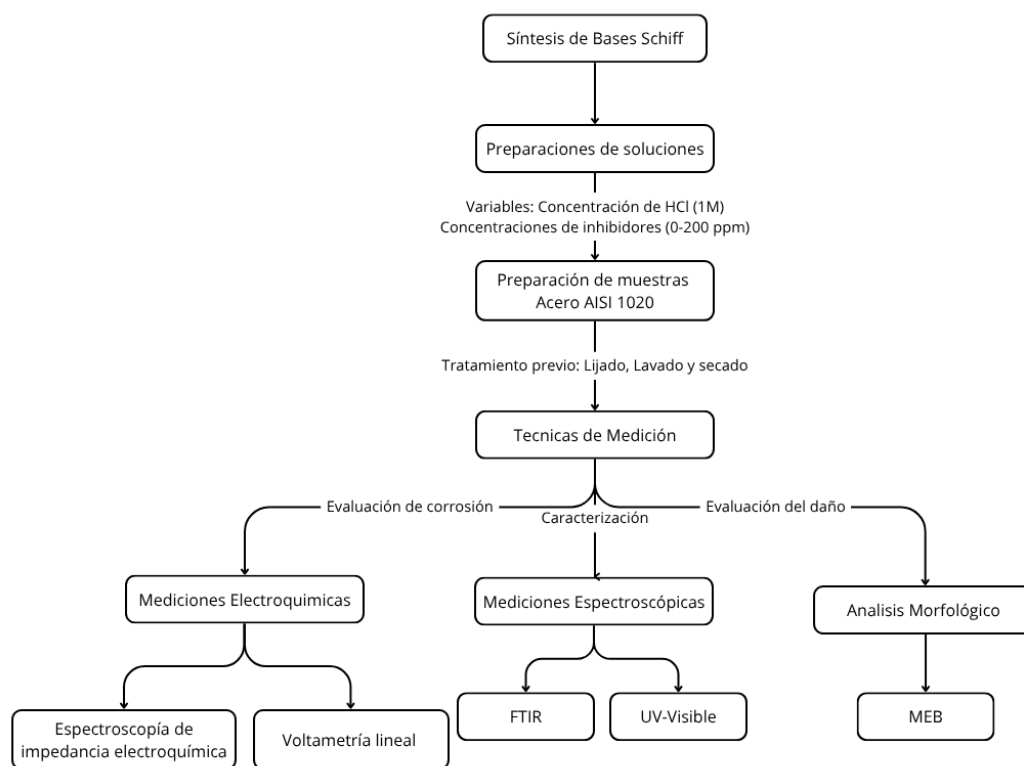 Síntesis de Bases Schiff
Preparaciones de soluciones
Variables: Concentración de HCl (1M)
Concentraciones de inhibidores (0-200 ppm)
Preparación de muestras
Acero AISI 1020
Tratamiento previo: Lijado, Lavado y secado
Tecnicas de Medición
Evaluación de corrosión
Caracterización
Evaluación del daño
Mediciones Electroquimicas
Mediciones Espectroscópicas
Analisis Morfológico
Espectroscopía de
impedancia electroquímica
Voltametría lineal
FTIR
UV-Visible
MEB